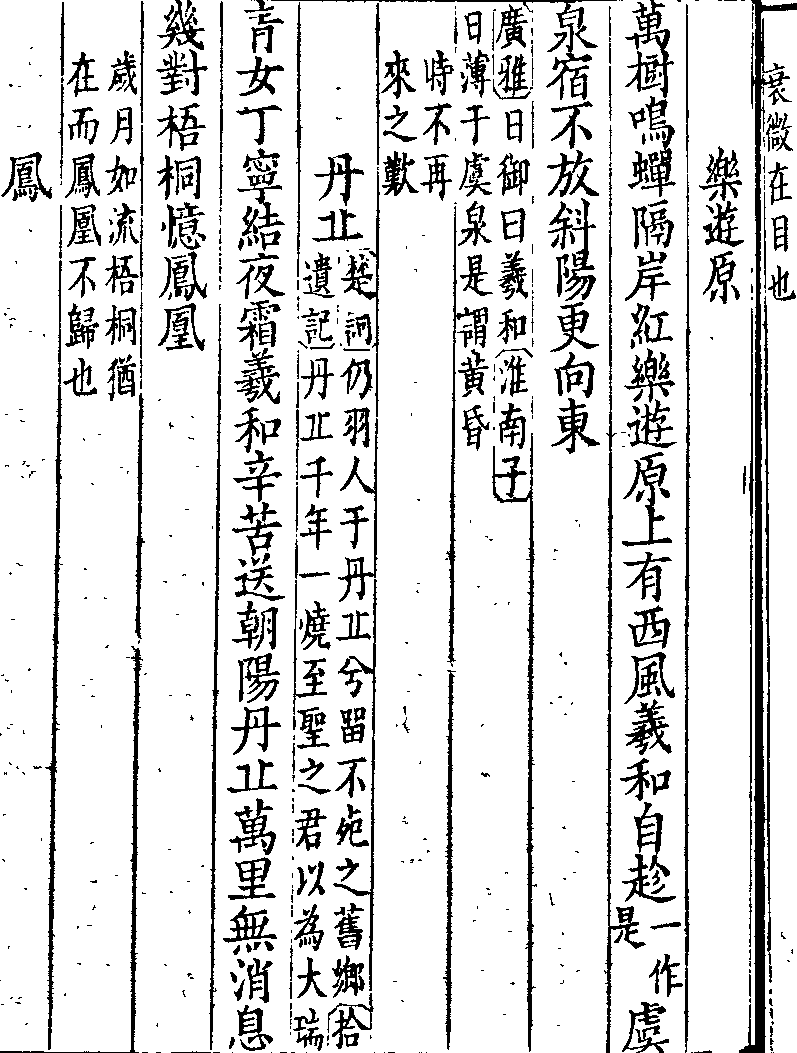 衰微在目也
樂遊原
萬樹鳴蟬隔岸紅樂遊原上有西風羲和自趁一作是虞
泉宿不放斜陽更向東
廣雅日御曰羲和淮南子
日薄于虞泉是謂黃昏
時不再
來之歎
丹丘楚詞仍羽人于丹丘兮畱不死之舊鄉拾
遺記丹丘千年一燒至聖之君以為大瑞
青女丁寧結夜霜羲和辛苦送朝陽丹丘萬里無消息
幾對梧桐憶鳳凰
歲月如流梧桐猶
在而鳳凰不歸也
鳳